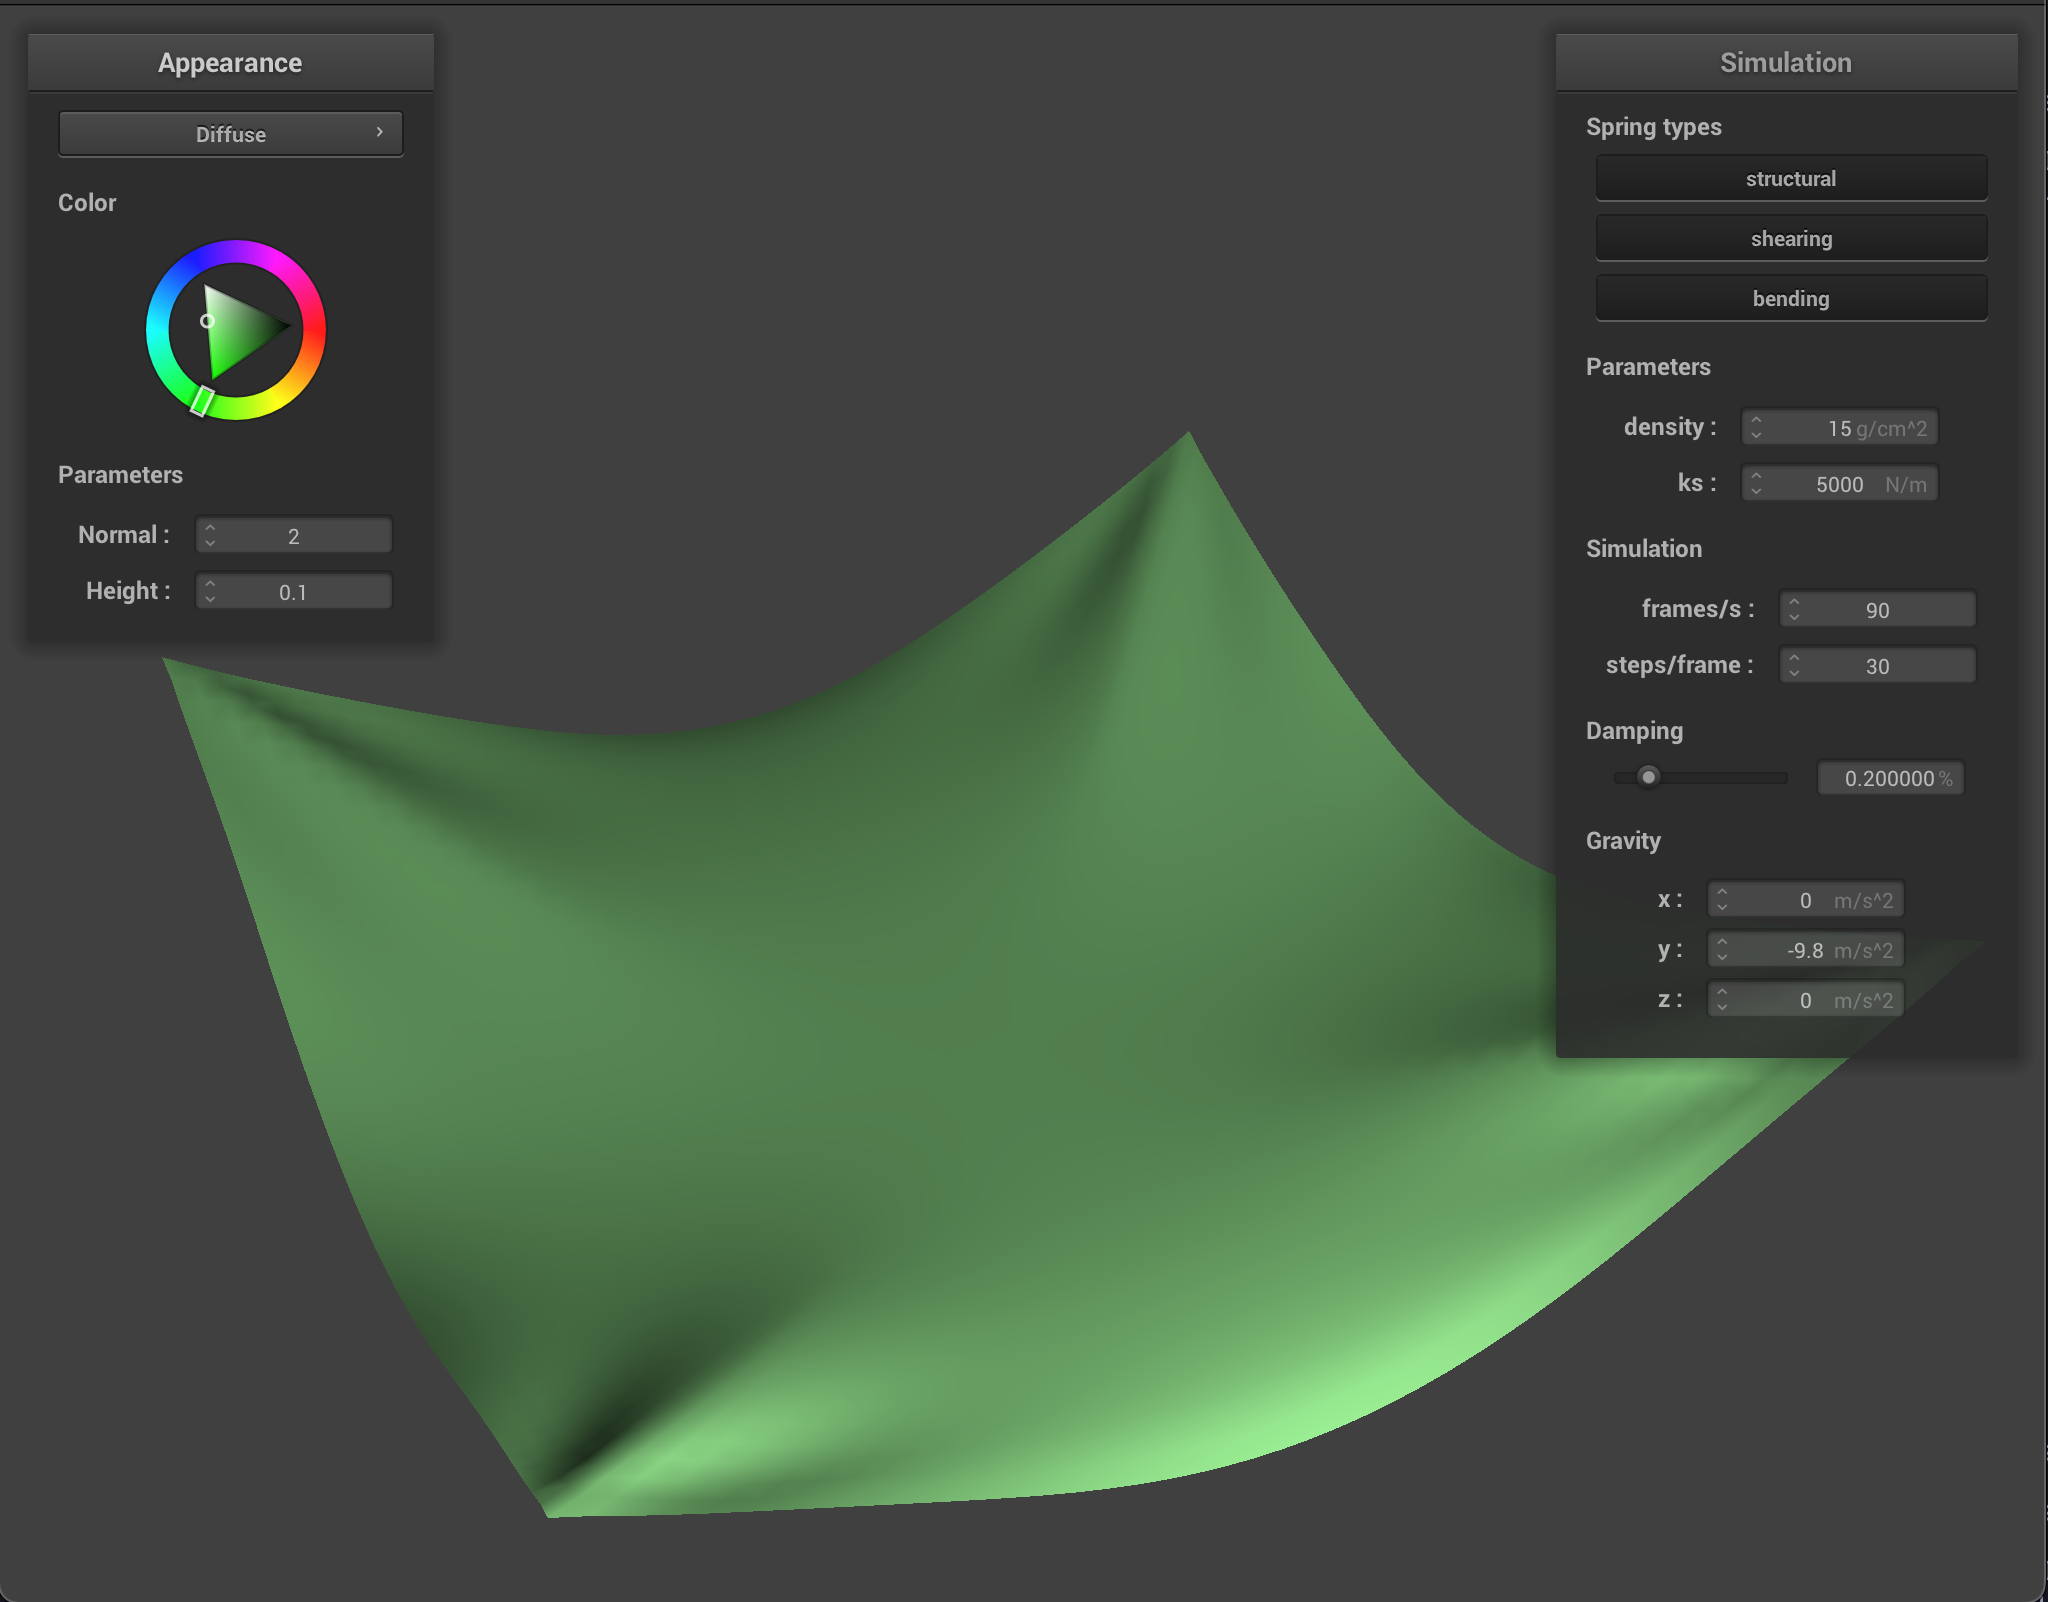 Appearance
Diffuse
Color
Parameters
Normal : 2
Height : 0.1
Simulation
Spring types
structural
shearing
bending
Parameters
density : 15 g/cm^2
ks : 5000 N/m
Simulation
frames/s : 90
steps/frame : 30
Damping
0.200000 %
Gravity
x : 0 m/s^2
y : -9.8 m/s^2
z : 0 m/s^2